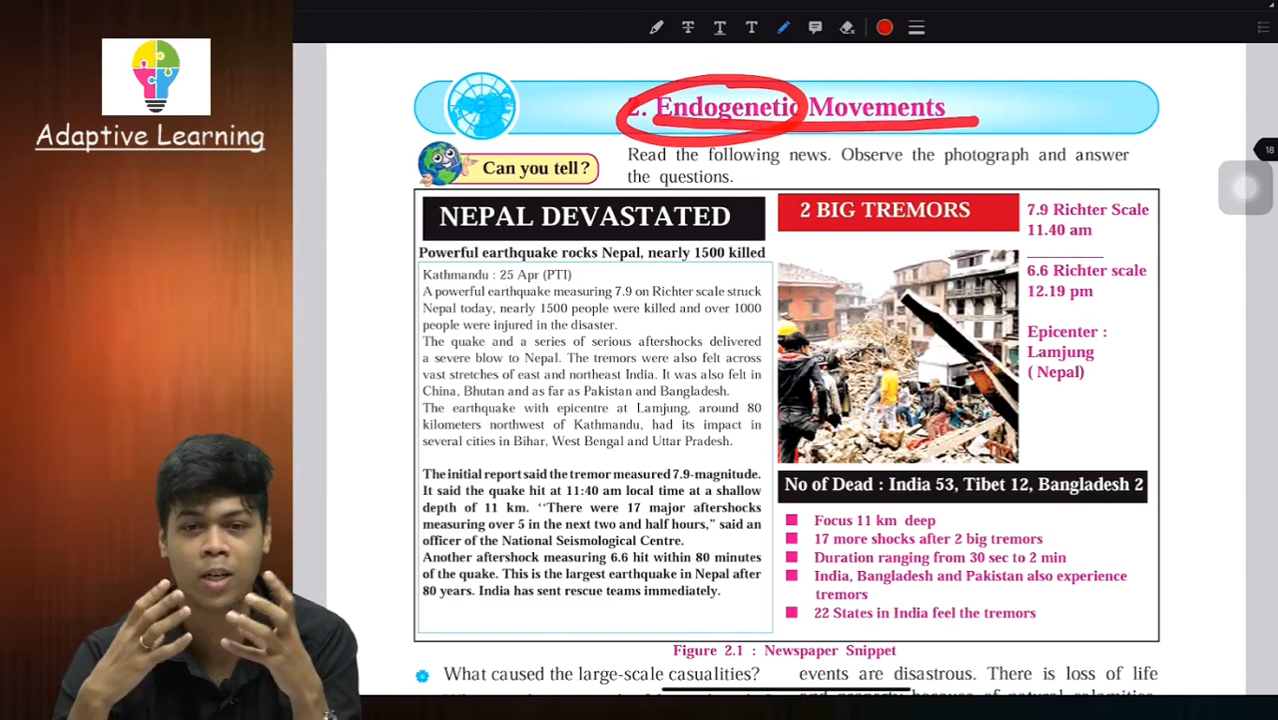 Adaptive Learning
18
2. Endogenetic Movements
Can you tell?
Read the following news. Observe the photograph and answer
the questions.
NEPAL DEVASTATED
Powerful earthquake rocks Nepal, nearly 1500 killed
Kathmandu : 25 Apr (PTI)
A powerful earthquake measuring 7.9 on Richter scale struck
Nepal today, nearly 1500 people were killed and over 1000
people were injured in the disaster.
The quake and a series of serious aftershocks delivered
a severe blow to Nepal. The tremors were also felt across
vast stretches of east and northeast India. It was also felt in
China, Bhutan and as far as Pakistan and Bangladesh.
The earthquake with epicentre at Lamjung, around 80
kilometers northwest of Kathmandu, had its impact in
several cities in Bihar, West Bengal and Uttar Pradesh.
The initial report said the tremor measured 7.9-magnitude.
It said the quake hit at 11:40 am local time at a shallow
depth of 11 km. ‘‘There were 17 major aftershocks
measuring over 5 in the next two and half hours,” said an
officer of the National Seismological Centre.
Another aftershock measuring 6.6 hit within 80 minutes
of the quake. This is the largest earthquake in Nepal after
80 years. India has sent rescue teams immediately.
2 BIG TREMORS
7.9 Richter Scale
11.40 am
6.6 Richter scale
12.19 pm
Epicenter :
Lamjung
( Nepal)
No of Dead : India 53, Tibet 12, Bangladesh 2
Focus 11 km deep
17 more shocks after 2 big tremors
Duration ranging from 30 sec to 2 min
India, Bangladesh and Pakistan also experience
tremors
22 States in India feel the tremors
Figure 2.1 : Newspaper Snippet
What caused the large-scale casualities?
events are disastrous. There is loss of life